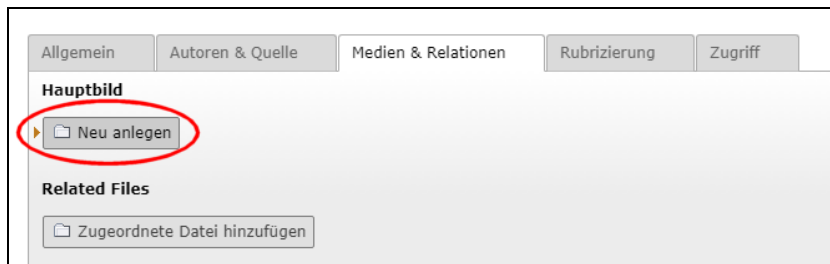 Allgemein Autoren & Quelle Medien & Relationen Rubrizierung Zugriff
Hauptbild
Neu anlegen
Related Files
Zugeordnete Datei hinzufügen